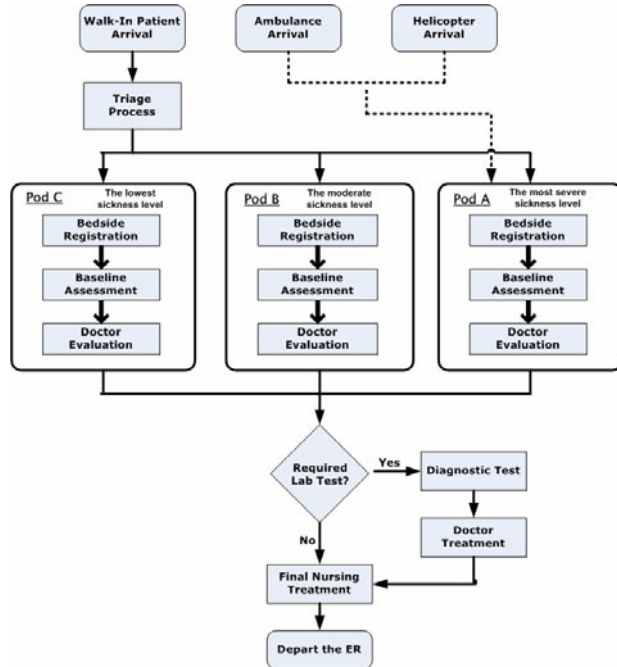 Walk-In Patient
Arrival
Ambulance
Arrival
Helicopter
Arrival
Triage
Process
Pod C
The lowest
sickness level
Bedside
Registration
Baseline
Assessment
Doctor
Evaluation
Pod B
The moderate
sickness level
Bedside
Registration
Baseline
Assessment
Doctor
Evaluation
Pod A
The most severe
sickness level
Bedside
Registration
Baseline
Assessment
Doctor
Evaluation
Required
Lab Test?
Yes
Diagnostic Test
Doctor
Treatment
No
Final Nursing
Treatment
Depart the ER